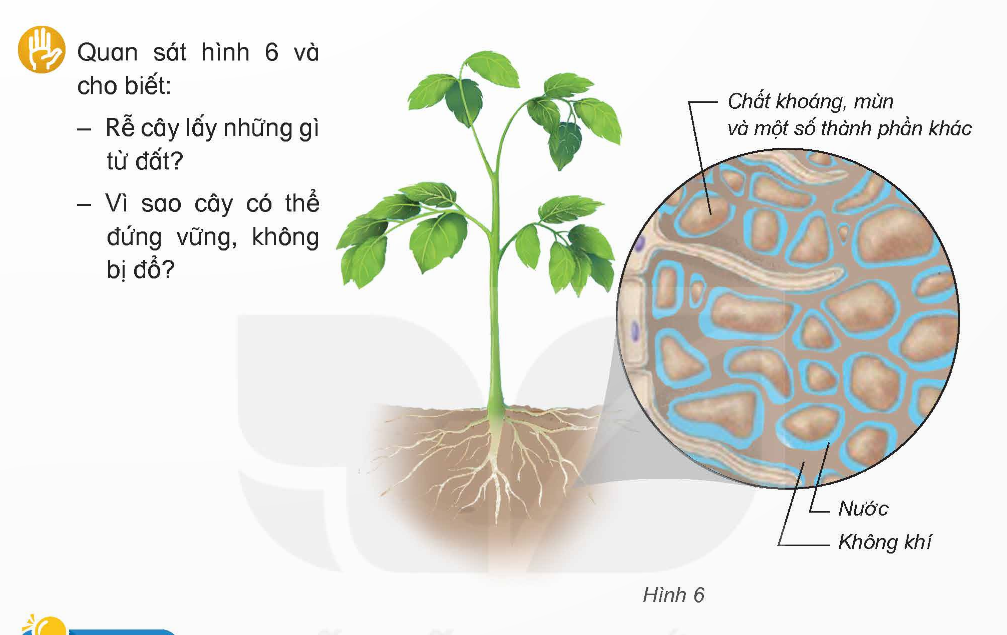 Quan sát hình 6 và
cho biết:
– Rễ cây lấy những gì
từ đất?
– Vì sao cây có thể
đứng vững, không
bị đổ?
Chất khoáng, mùn
và một số thành phần khác
Nước
Không khí
Hình 6